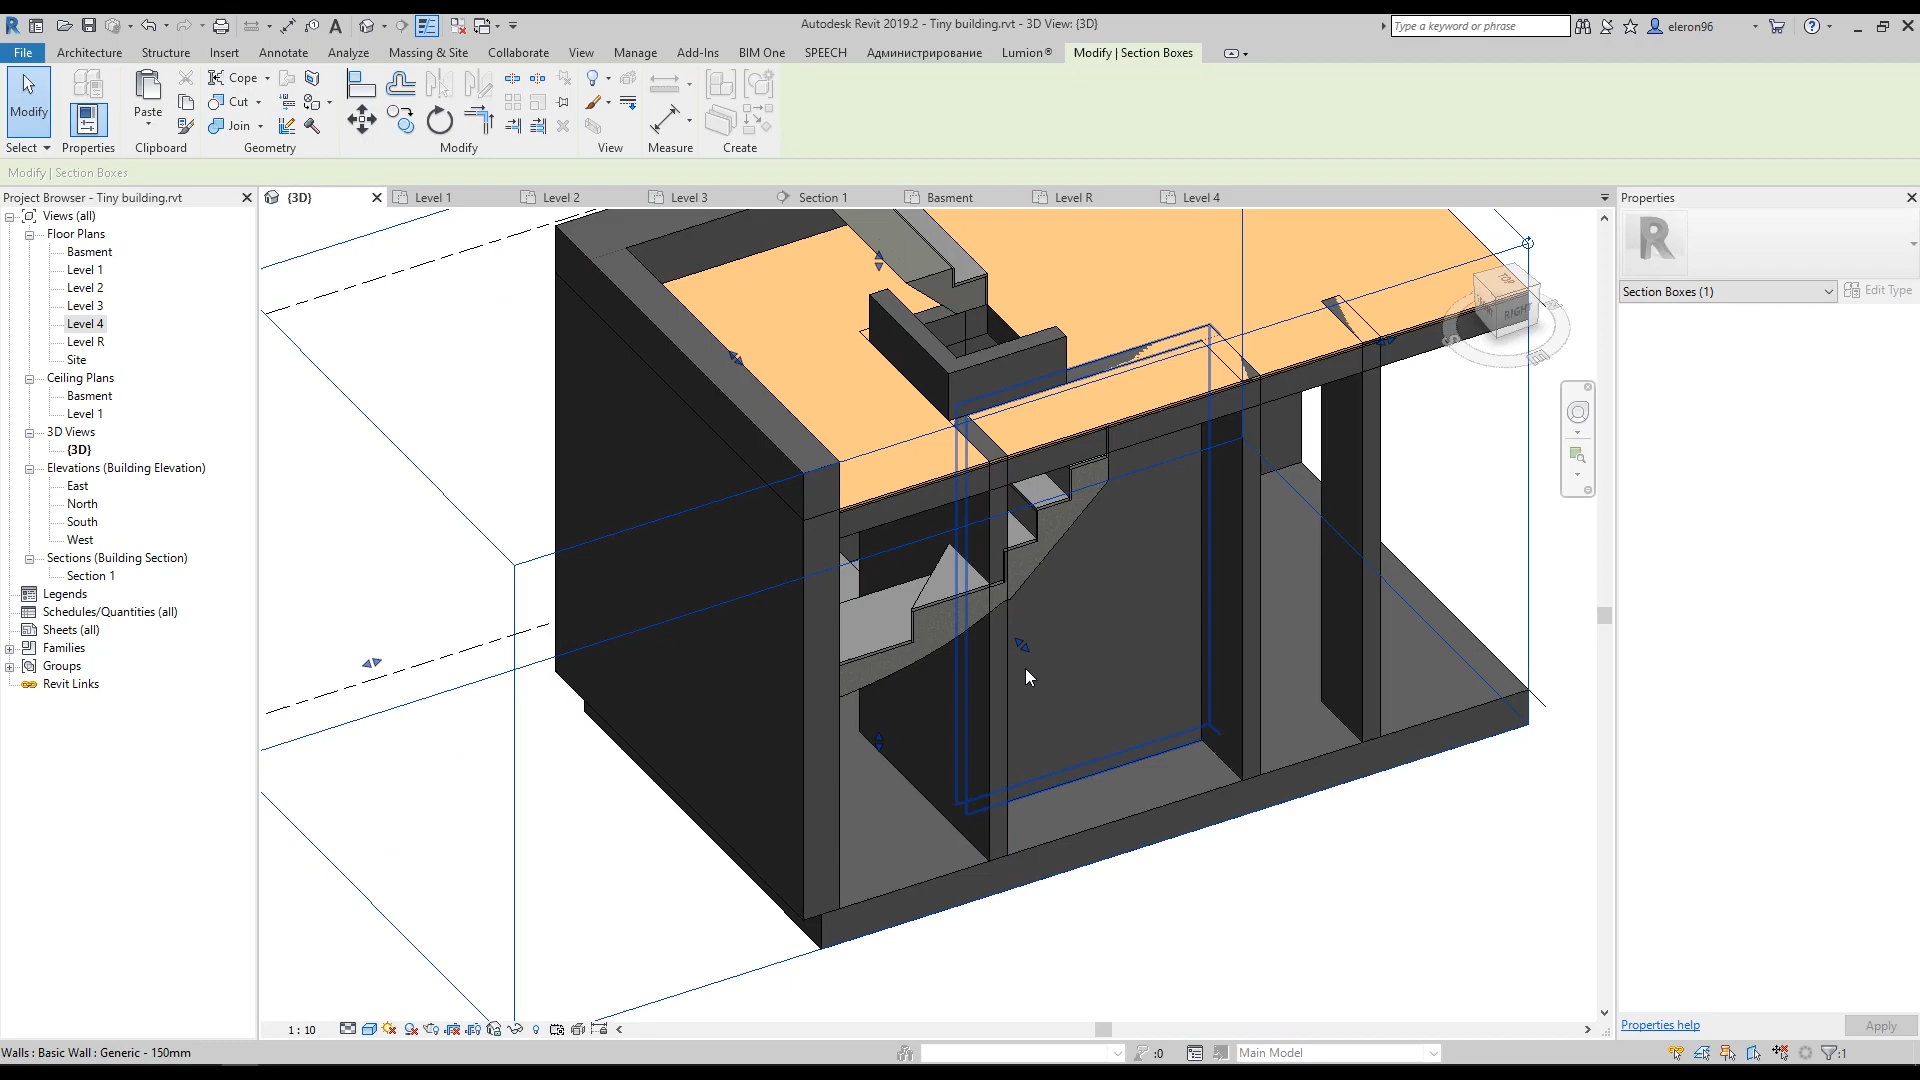 Autodesk Revit 2019.2 - Tiny building.rvt - 3D View: {3D}
Type a keyword or phrase
eleron96
File
Architecture
Structure
Insert
Annotate
Analyze
Massing & Site
Collaborate
View
Manage
Add-Ins
BIM One
SPEECH
Администрирование
Lumion®
Modify | Section Boxes
Modify
Paste
Cope
Cut
Join
Select
Properties
Clipboard
Geometry
Modify
View
Measure
Create
Modify | Section Boxes
Project Browser - Tiny building.rvt
{3D}
Level 1
Level 2
Level 3
Section 1
Basment
Level R
Level 4
Properties
Views (all)
Floor Plans
Basment
Level 1
Level 2
Level 3
Level 4
Level R
Site
Ceiling Plans
Basment
Level 1
3D Views
{3D}
Elevations (Building Elevation)
East
North
South
West
Sections (Building Section)
Section 1
Legends
Schedules/Quantities (all)
Sheets (all)
Families
Groups
Revit Links
R
Section Boxes (1)
Edit Type
TOP
RIGHT
1 : 10
Properties help
Apply
Walls : Basic Wall : Generic - 150mm
:0
Main Model
:1